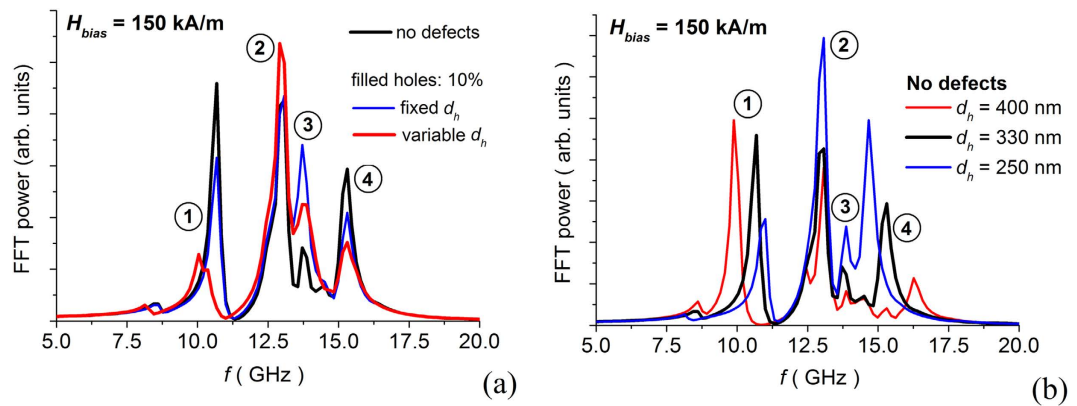 H_bias = 150 kA/m
no defects
filled holes: 10%
fixed d_h
variable d_h
1
2
3
4
FFT power (arb. units)
5.0 7.5 10.0 12.5 15.0 17.5 20.0
f ( GHz)
(a)
H_bias = 150 kA/m
No defects
d_h = 400 nm
d_h = 330 nm
d_h = 250 nm
1
2
3
4
FFT power ( arb. units)
5.0 7.5 10.0 12.5 15.0 17.5 20.0
f ( GHz)
(b)